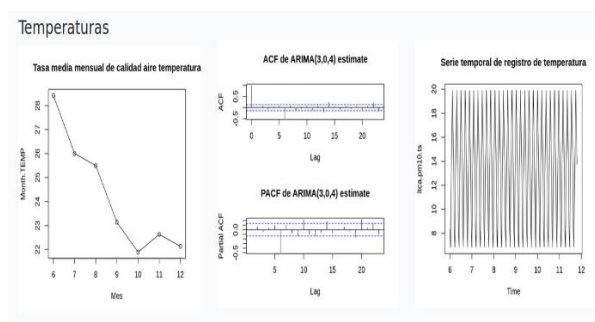 Temperaturas
Tasa media mensual de calidad aire temperatura
Month.TEMP
28
27
26
25
24
23
22
6 7 8 9 10 11 12
Mes
ACF de ARIMA(3,0,4) estimate
ACF
0.5
-0.5
0 5 10 15 20
Lag
PACF de ARIMA(3,0,4) estimate
Partial ACF
0.0
-0.5
5 10 15 20
Lag
Serie temporal de registro de temperatura
itca.pm10.ts
20
18
16
14
12
10
8
6 7 8 9 10 11 12
Time